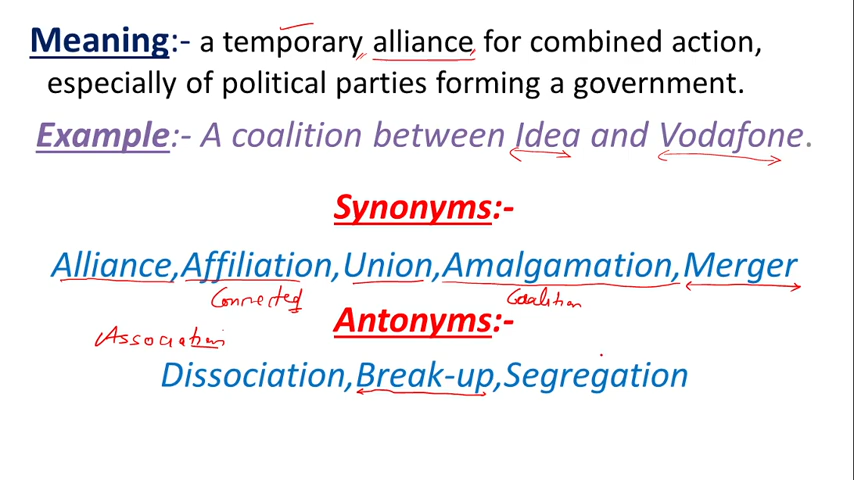 Meaning:- a temporary alliance for combined action,
especially of political parties forming a government.
Example:- A coalition between Idea and Vodafone.
Synonyms:-
Alliance,Affiliation,Union,Amalgamation,Merger
Connected Coalition
Antonyms:-
Association
Dissociation,Break-up,Segregation